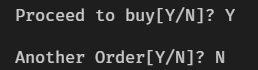 Proceed to buy[Y/N]? Y
Another Order[Y/N]? N